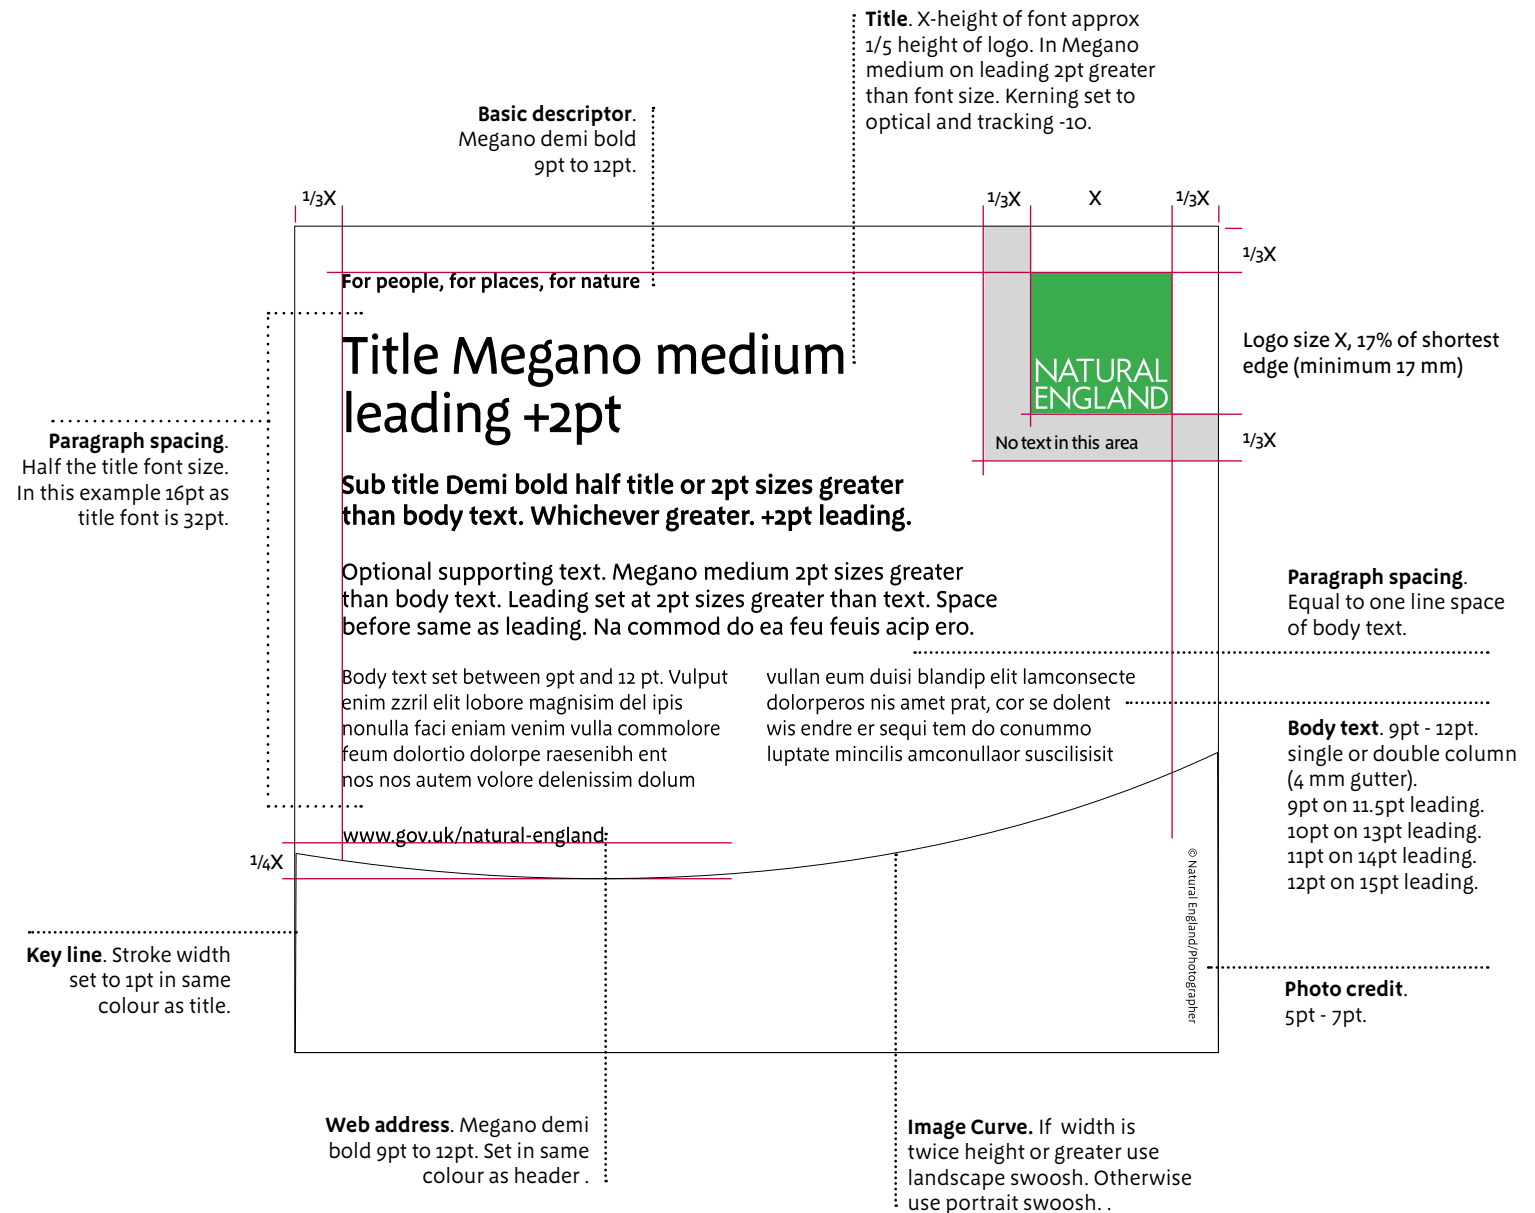 Title. X-height of font approx
1/5 height of logo. In Megano
medium on leading 2pt greater
than font size. Kerning set to
optical and tracking -10.
Basic descriptor.
Megano demi bold
9pt to 12pt.
1/3X
1/3X
X
1/3X
1/3X
For people, for places, for nature
Title Megano medium
leading +2pt
NATURAL
ENGLAND
Logo size X, 17% of shortest
edge (minimum 17 mm)
No text in this area
1/3X
Paragraph spacing.
Half the title font size.
In this example 16pt as
title font is 32pt.
Sub title Demi bold half title or 2pt sizes greater
than body text. Whichever greater. +2pt leading.
Optional supporting text. Megano medium 2pt sizes greater
than body text. Leading set at 2pt sizes greater than text. Space
before same as leading. Na commod do ea feu feuis acip ero.
Paragraph spacing.
Equal to one line space
of body text.
Body text set between 9pt and 12 pt. Vulput
enim zzril elit lobore magnisim del ipis
nonulla faci eniam venim vulla commolore
feum dolortio dolorpe raesenibh ent
nos nos autem volore delenissim dolum
vullan eum duisi blandip elit lamconsecte
dolorperos nis amet prat, cor se dolent
wis endre er sequi tem do conummo
luptate mincilis amconullaor suscilisisit
Body text. 9pt - 12pt.
single or double column
(4 mm gutter).
9pt on 11.5pt leading.
10pt on 13pt leading.
11pt on 14pt leading.
12pt on 15pt leading.
www.gov.uk/natural-england
1/4X
© Natural England/Photographer
Key line. Stroke width
set to 1pt in same
colour as title.
Photo credit.
5pt - 7pt.
Web address. Megano demi
bold 9pt to 12pt. Set in same
colour as header .
Image Curve. If  width is
twice height or greater use
landscape swoosh. Otherwise
use portrait swoosh. .